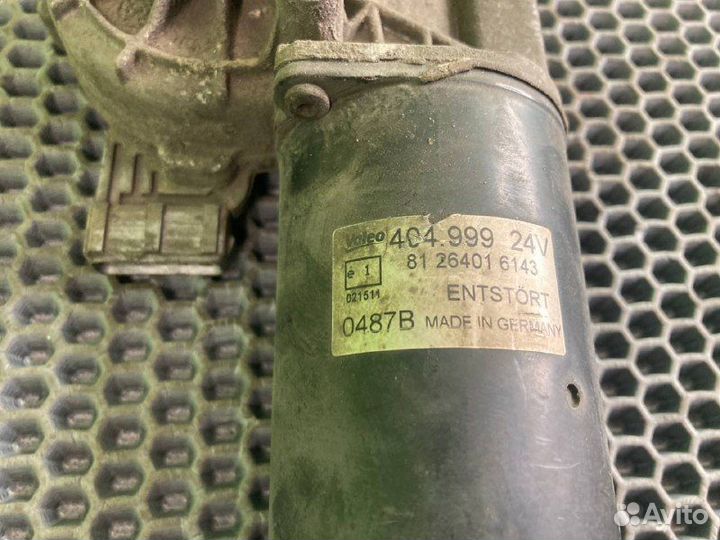 Valeo 404.999 24V
81 26401 6143
e 1
021511
ENTSTÖRT
0487B MADE IN GERMANY
Avito